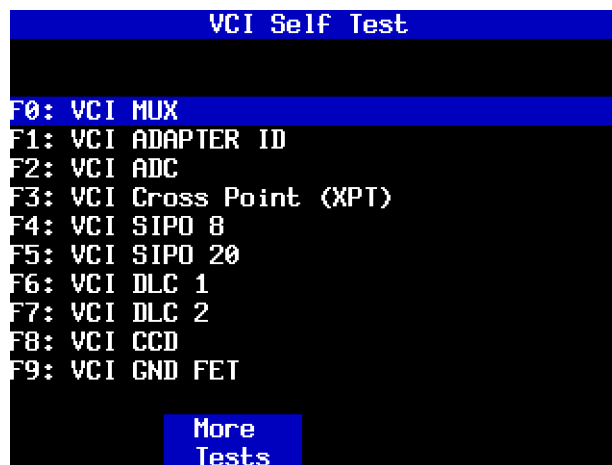 VCI Self Test
F0: VCI MUX
F1: VCI ADAPTER ID
F2: VCI ADC
F3: VCI Cross Point (XPT)
F4: VCI SIPO 8
F5: VCI SIPO 20
F6: VCI DLC 1
F7: VCI DLC 2
F8: VCI CCD
F9: VCI GND FET
More
Tests